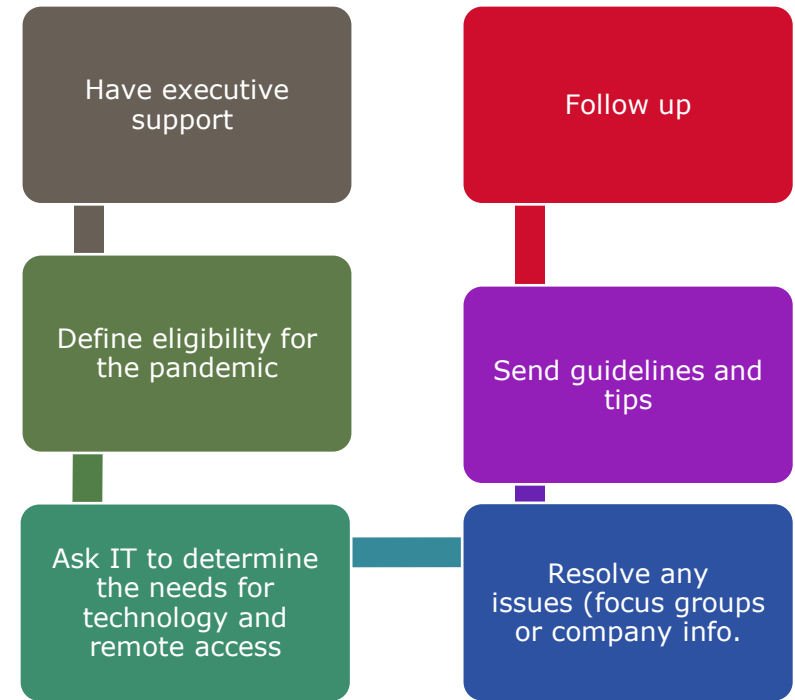 Have executive
support
Define eligibility for
the pandemic
Ask IT to determine
the needs for
technology and
remote access
Resolve any
issues (focus groups
or company info.
Send guidelines and
tips
Follow up